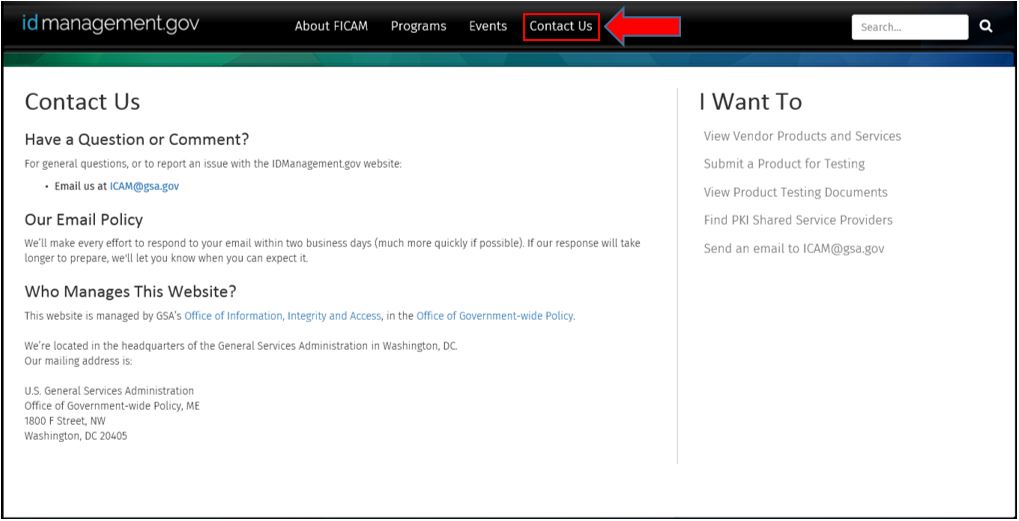 idmanagement.gov
About FICAM
Programs
Events
Contact Us
Search...
Contact Us
Have a Question or Comment?
For general questions, or to report an issue with the IDManagement.gov website:
• Email us at ICAM@gsa.gov
Our Email Policy
We'll make every effort to respond to your email within two business days (much more quickly if possible). If our response will take
longer to prepare, we'll let you know when you can expect it.
Who Manages This Website?
This website is managed by GSA's Office of Information, Integrity and Access, in the Office of Government-wide Policy.
We're located in the headquarters of the General Services Administration in Washington, DC.
Our mailing address is:
U.S. General Services Administration
Office of Government-wide Policy, ME
1800 F Street, NW
Washington, DC 20405
I Want To
View Vendor Products and Services
Submit a Product for Testing
View Product Testing Documents
Find PKI Shared Service Providers
Send an email to ICAM@gsa.gov